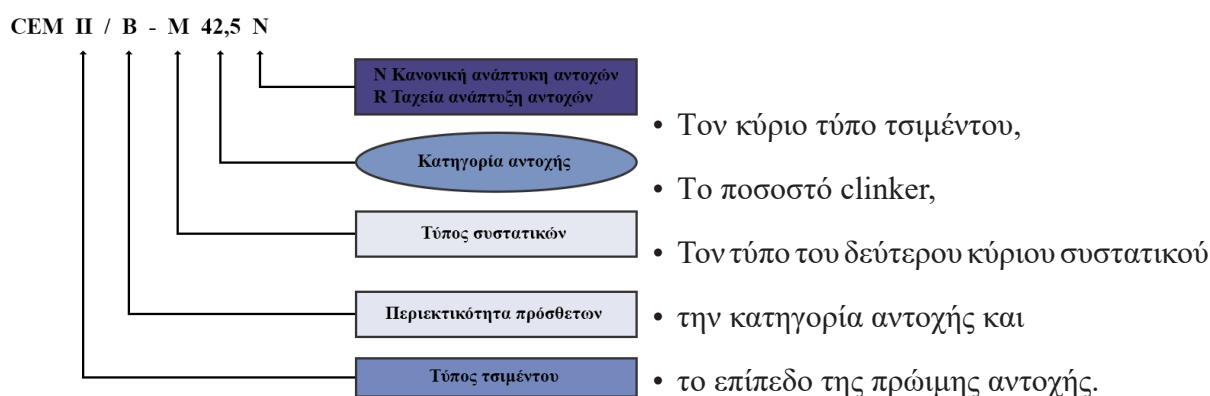 CEM II / B - M 42,5 N
N Κανονική ανάπτυκη αντοχών
R Ταχεία ανάπτυξη αντοχών
Κατηγορία αντοχής
Τύπος συστατικών
Περιεκτικότητα πρόσθετων
Τύπος τσιμέντου
• Τον κύριο τύπο τσιμέντου,
• Το ποσοστό clinker,
• Τον τύπο του δεύτερου κύριου συστατικού
• την κατηγορία αντοχής και
• το επίπεδο της πρώιμης αντοχής.